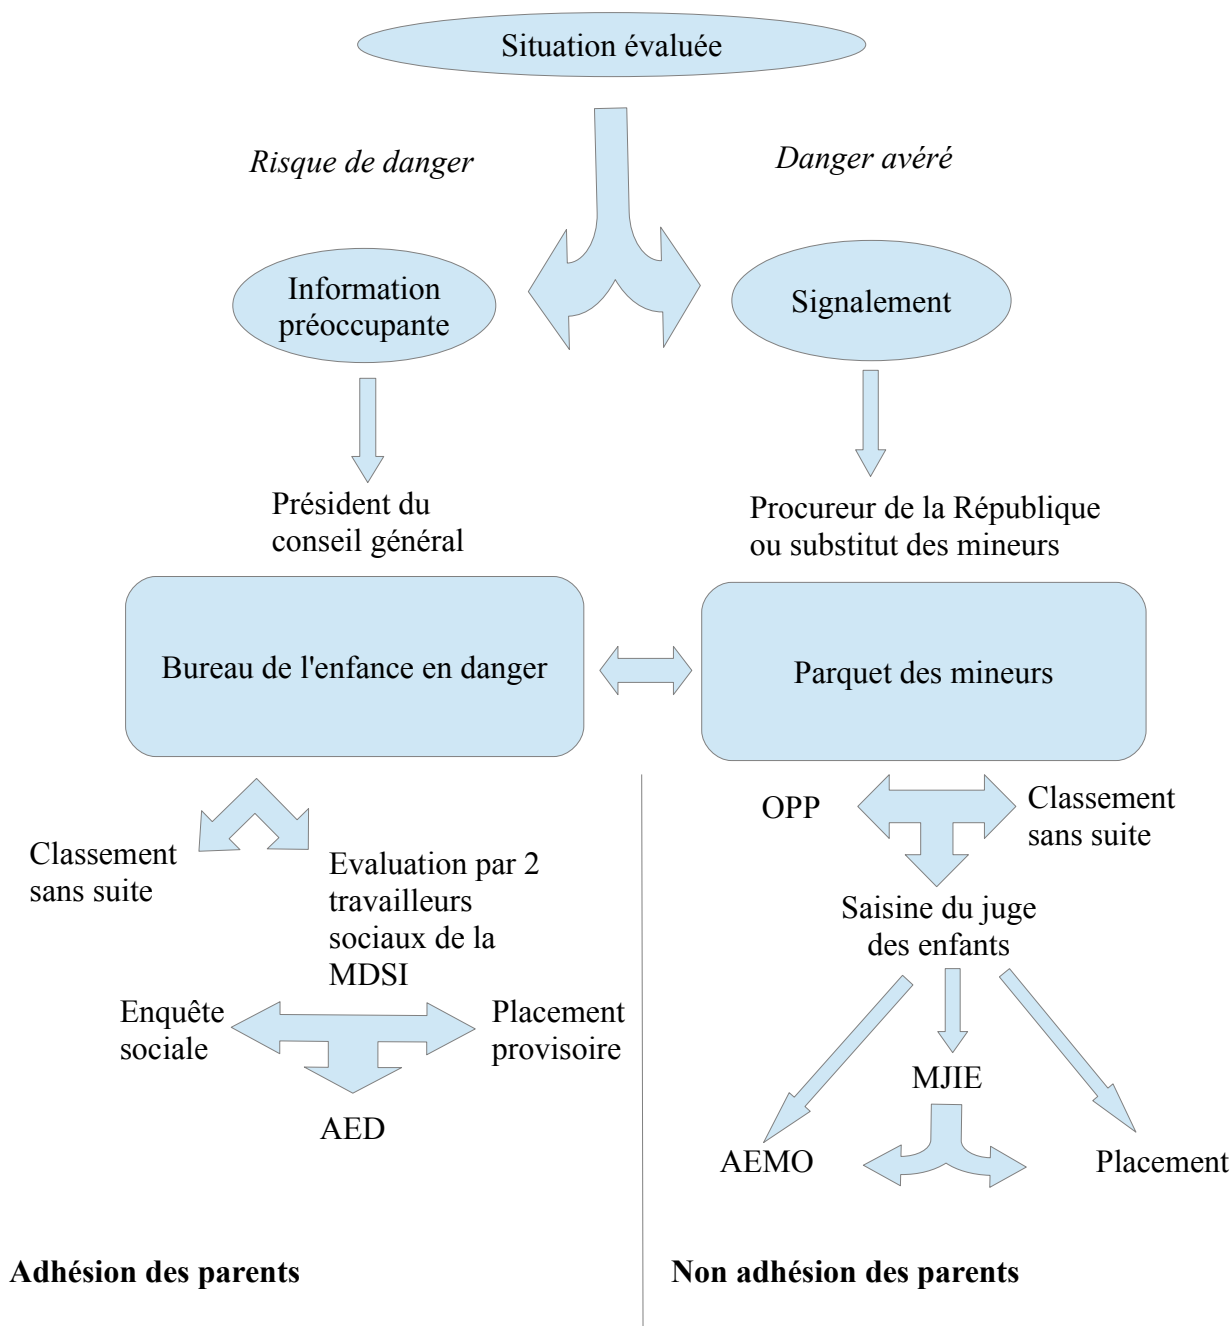 Situation évaluée
Risque de danger
Danger avéré
Information
préoccupante
Signalement
Président du
conseil général
Procureur de la République
ou substitut des mineurs
Bureau de l'enfance en danger
Parquet des mineurs
OPP
Classement
sans suite
Classement
sans suite
Evaluation par 2
travailleurs
sociaux de la
MDSI
Saisine du juge
des enfants
Enquête
sociale
Placement
provisoire
AED
MJIE
AEMO
Placement
Adhésion des parents
Non adhésion des parents